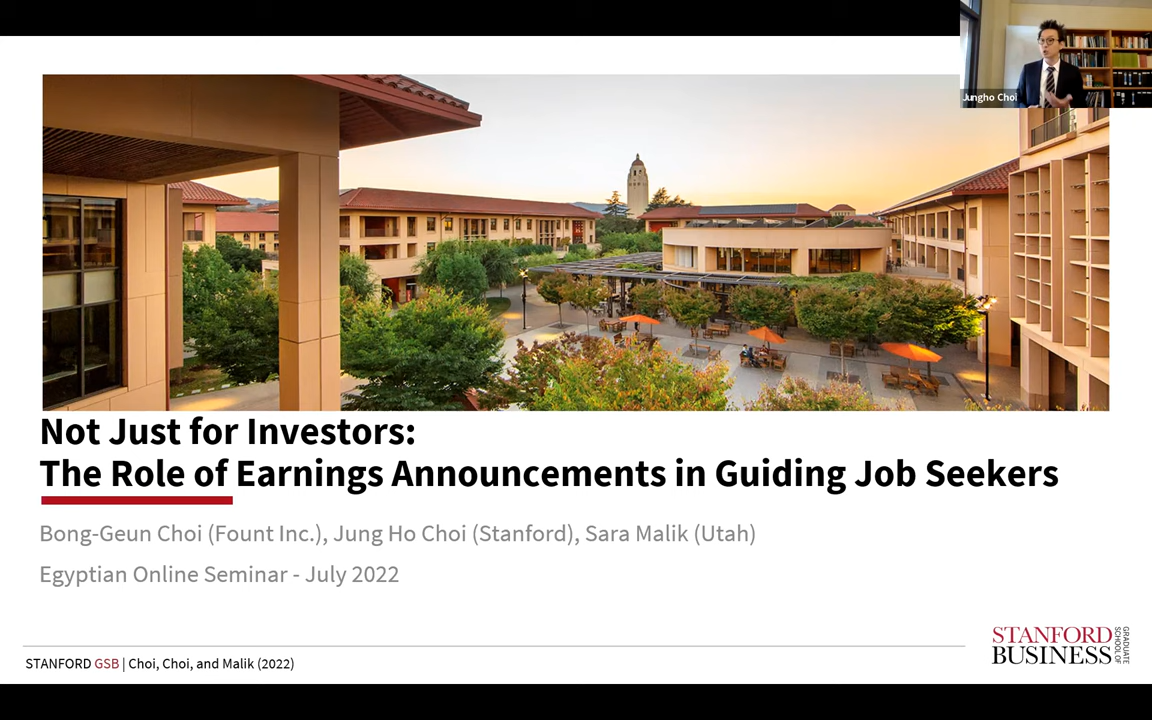 Jungho Choi
Not Just for Investors:
The Role of Earnings Announcements in Guiding Job Seekers
Bong-Geun Choi (Fount Inc.), Jung Ho Choi (Stanford), Sara Malik (Utah)
Egyptian Online Seminar - July 2022
STANFORD GSB | Choi, Choi, and Malik (2022)
STANFORD
BUSINESS
GRADUATE
SCHOOL OF